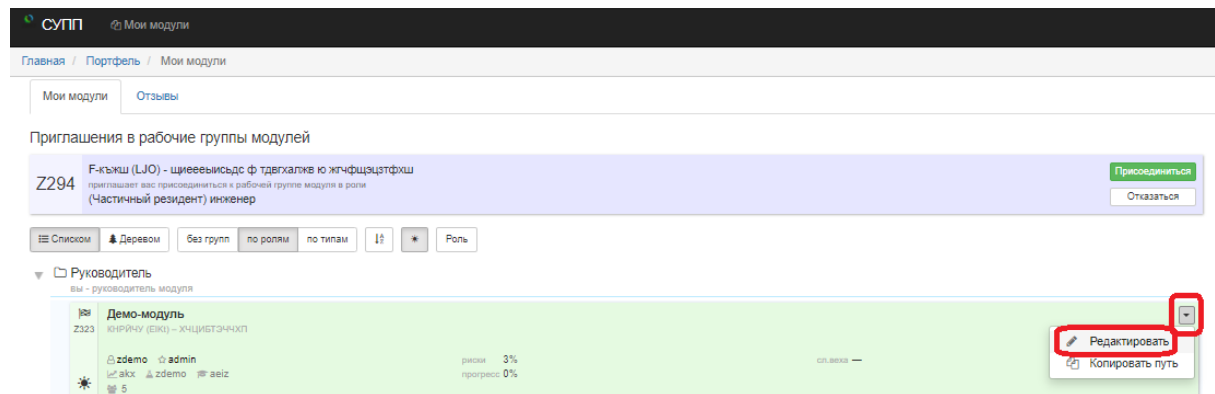 СУПП Мои модули
Главная / Портфель / Мои модули
Мои модули Отзывы
Приглашения в рабочие группы модулей
Z294 F-къжш (LJO) - щиеееыисьдс ф тдвгхалжв ю жгчфщэцзтфхш
приглашает вас присоединиться к рабочей группе модуля в роли
(Частичный резидент) инженер
Присоединиться
Отказаться
Списком Деревом без групп по ролям по типам Роль
Руководитель
вы - руководитель модуля
Z323 Демо-модуль
КНРЙЧУ (EIKt) – ХЧЦИБТЭЧЧХП
Редактировать
Копировать путь
zdemo admin риски 3% сл.веха —
akx zdemo aeiz прогресс 0%
5